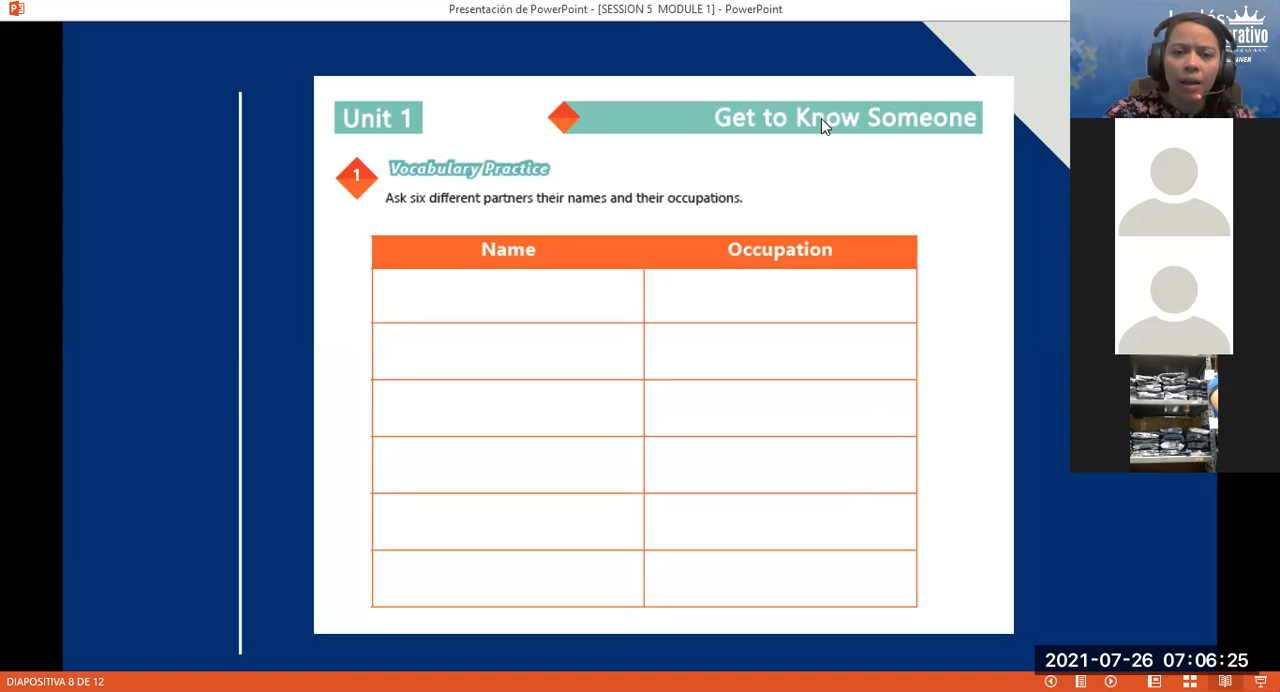 Presentación de PowerPoint - [SESSION 5 MODULE 1] - PowerPoint
Unit 1
Get to Know Someone
1
Vocabulary Practice
Ask six different partners their names and their occupations.
Name Occupation
2021-07-26 07:06:25
DIAPOSITIVA 8 DE 12